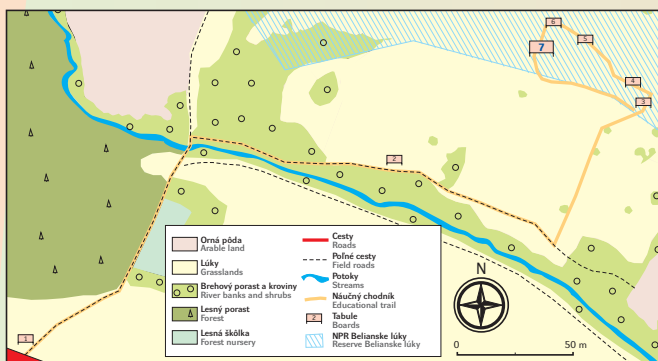 6
5
7
4
3
2
1
Orná pôda
Arable land
Lúky
Grasslands
Brehový porast a kroviny
River banks and shrubs
Lesný porast
Forest
Lesná škôlka
Forest nursery
Cesty
Roads
Poľné cesty
Field roads
Potoky
Streams
Náučný chodník
Educational trail
2
Tabule
Boards
NPR Belianske lúky
Reserve Belianske lúky
N
0 50 m